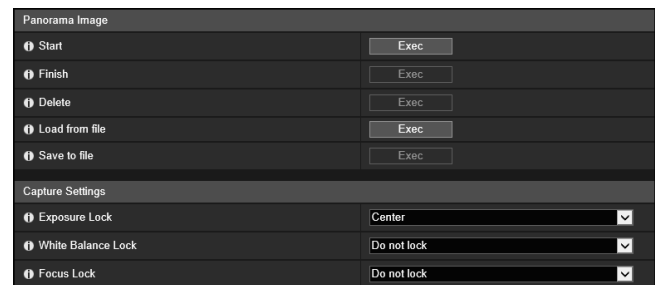 Panorama Image
Start Exec
Finish Exec
Delete Exec
Load from file Exec
Save to file Exec
Capture Settings
Exposure Lock Center
White Balance Lock Do not lock
Focus Lock Do not lock